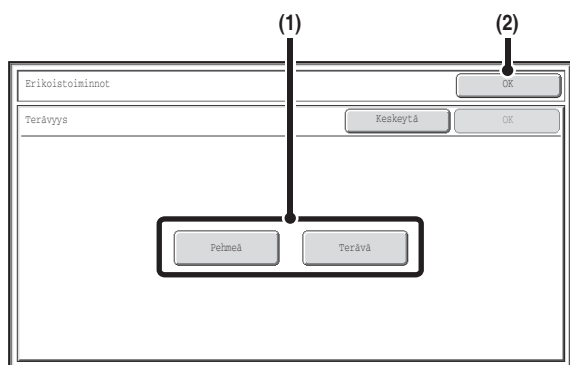 (1) (2)
Erikoistoiminnot OK
Terävyys Keskeytä OK
Pehmeä Terävä